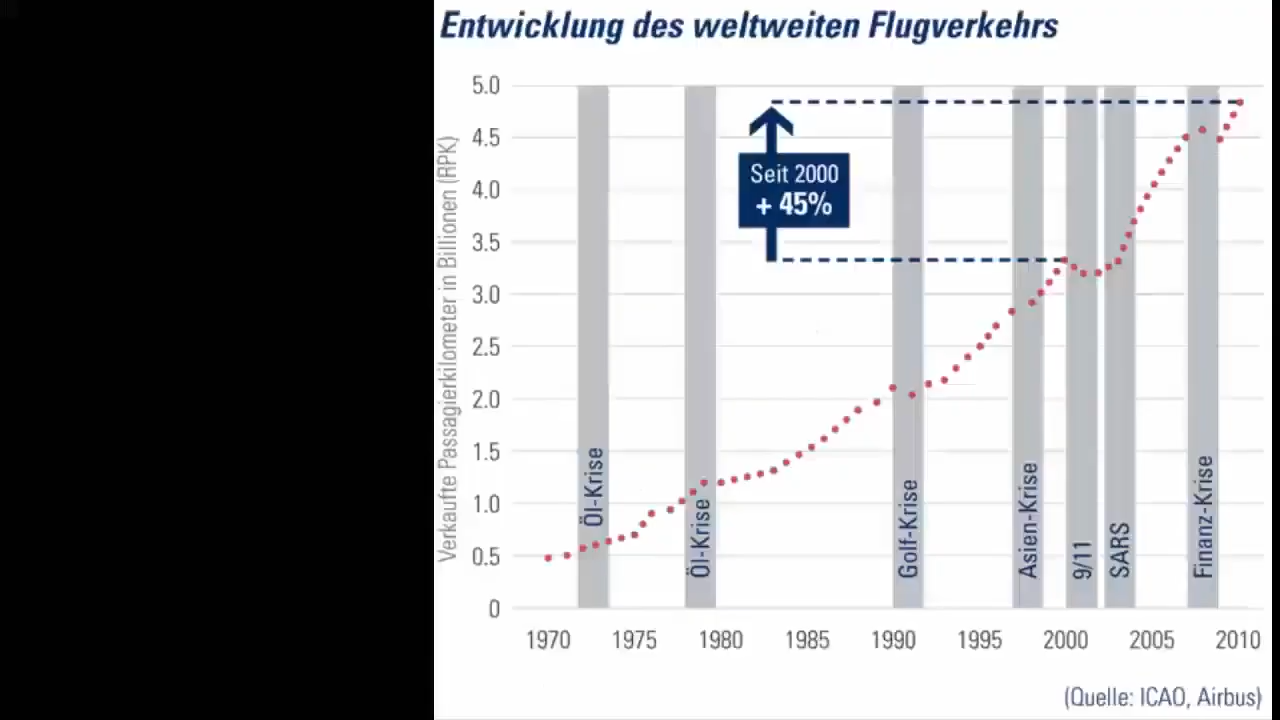 Entwicklung des weltweiten Flugverkehrs
Verkaufte Passagierkilometer in Billionen (RPK)
5.0
4.5
4.0
3.5
3.0
2.5
2.0
1.5
1.0
0.5
0
Seit 2000
+ 45%
Öl-Krise
Öl-Krise
Golf-Krise
Asien-Krise
9/11
SARS
Finanz-Krise
1970 1975 1980 1985 1990 1995 2000 2005 2010
(Quelle: ICAO, Airbus)